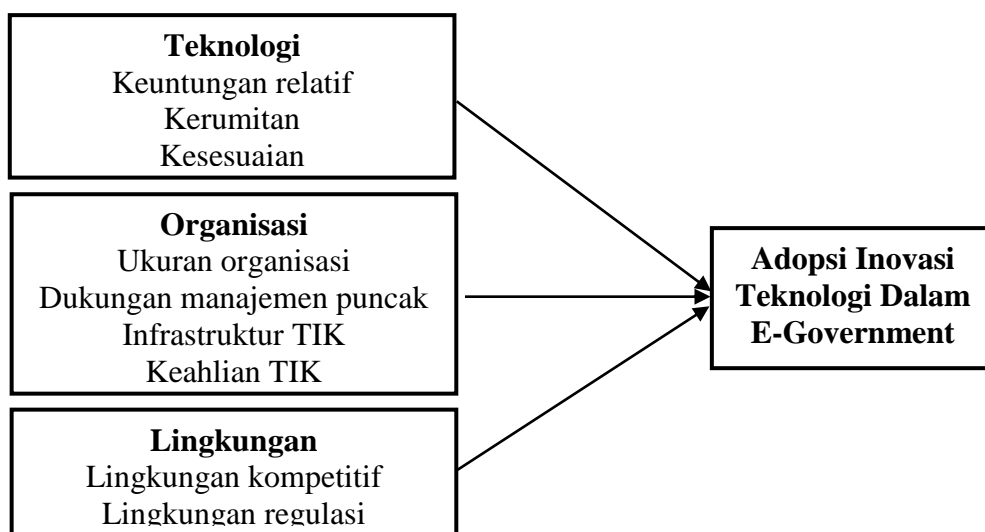 Teknologi
Keuntungan relatif
Kerumitan
Kesesuaian
Organisasi
Ukuran organisasi
Dukungan manajemen puncak
Infrastruktur TIK
Keahlian TIK
Lingkungan
Lingkungan kompetitif
Lingkungan regulasi
Adopsi Inovasi
Teknologi Dalam
E-Government